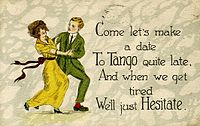 Come let's make
a date
To Tango quite late,
And when we get
tired
We'll just Hesitate.